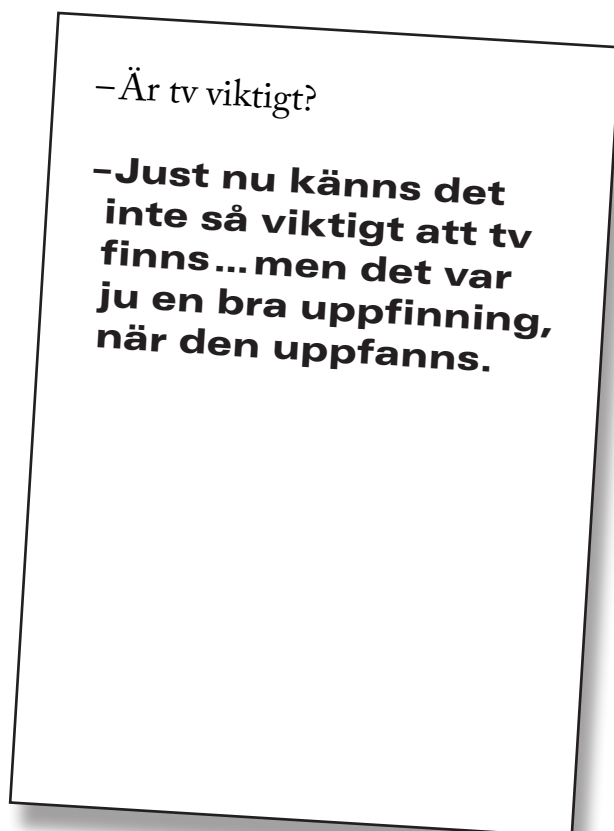 –Är tv viktigt?
–Just nu känns det
inte så viktigt att tv
finns...men det var
ju en bra uppfinning,
när den uppfanns.